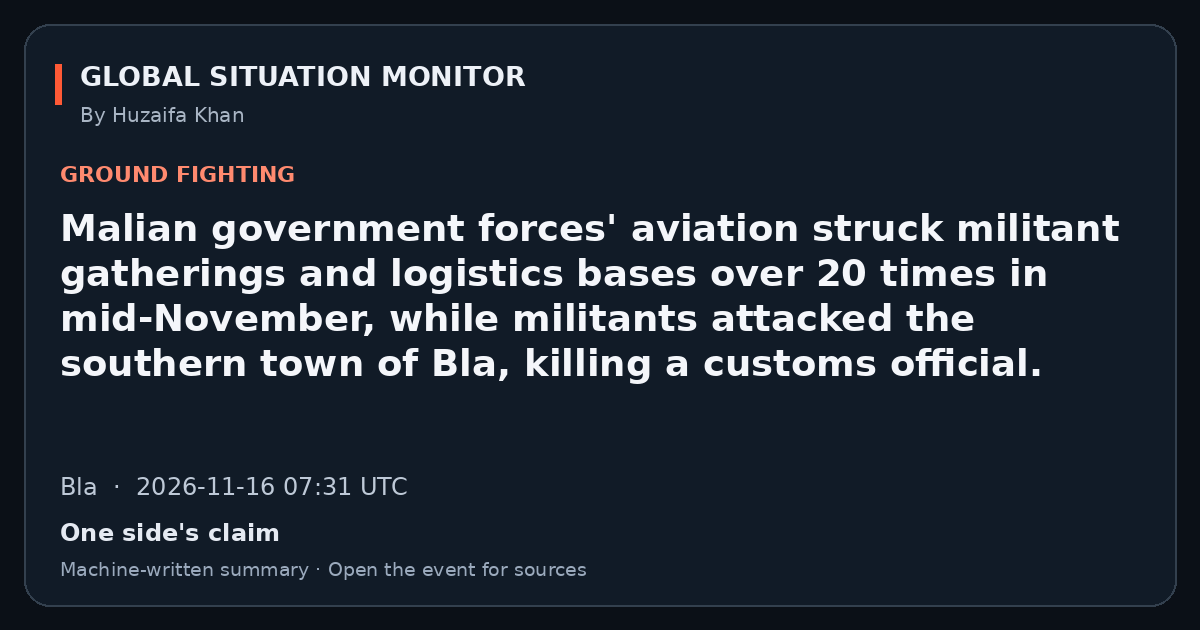 GLOBAL SITUATION MONITOR
By Huzaifa Khan
GROUND FIGHTING
Malian government forces' aviation struck militant
gatherings and logistics bases over 20 times in
mid-November, while militants attacked the
southern town of Bla, killing a customs official.
Bla · 2026-11-16 07:31 UTC
One side's claim
Machine-written summary · Open the event for sources